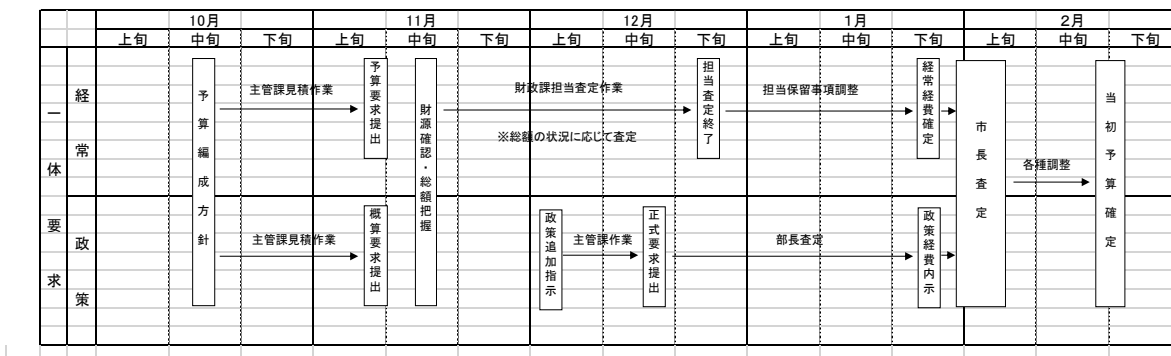 10月 11月 12月 1月 2月
上旬 中旬 下旬 上旬 中旬 下旬 上旬 中旬 下旬 上旬 中旬 下旬 上旬 中旬 下旬
一体要求
経常
予算編成方針
主管課見積作業
予算要求提出
財源確認・総額把握
財政課担当査定作業
※総額の状況に応じて査定
担当査定終了
担当保留事項調整
経常経費確定
市長査定
各種調整
当初予算確定
政策
主管課見積作業
概算要求提出
政策追加指示
主管課作業
正式要求提出
部長査定
政策経費内示